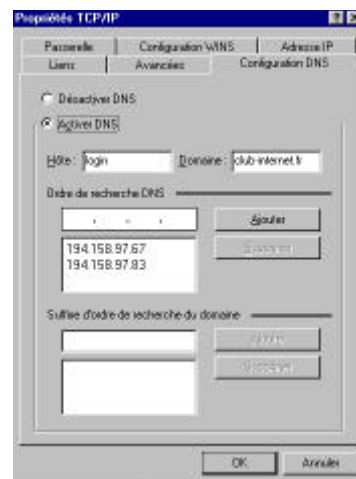 Propriétés TCP/IP
Passerelle Configuration WINS Adresse IP
Liens Avancées Configuration DNS
Désactiver DNS
Activer DNS
Hôte : login Domaine : club-internet.fr
Ordre de recherche DNS
Ajouter
194.158.97.67
194.158.97.83
Supprimer
Suffixe d'ordre de recherche du domaine
Ajouter
Supprimer
OK Annuler